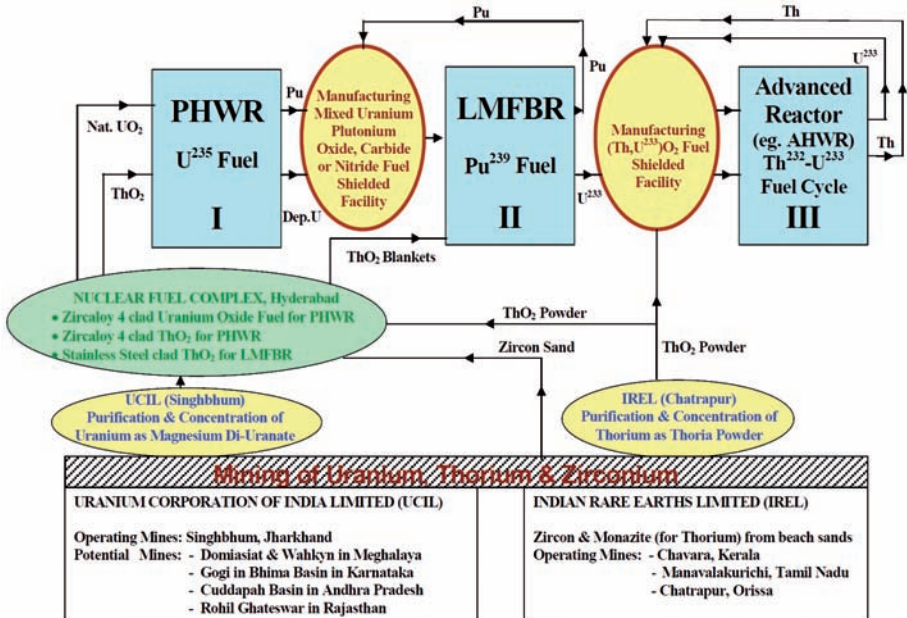 Pu
Th
U²³³
PHWR
U²³⁵ Fuel
I
Nat. UO₂
ThO₂
Pu
Dep.U
Manufacturing
Mixed Uranium
Plutonium
Oxide, Carbide
or Nitride Fuel
Shielded
Facility
LMFBR
Pu²³⁹ Fuel
II
Pu
U²³³
ThO₂ Blankets
Manufacturing
(Th,U²³³)O₂ Fuel
Shielded
Facility
Advanced
Reactor
(eg. AHWR)
Th²³²-U²³³
Fuel Cycle
III
Th
NUCLEAR FUEL COMPLEX, Hyderabad
• Zircaloy 4 clad Uranium Oxide Fuel for PHWR
• Zircaloy 4 clad ThO₂ for PHWR
• Stainless Steel clad ThO₂ for LMFBR
ThO₂ Powder
Zircon Sand
ThO₂ Powder
UCIL (Singhbhum)
Purification & Concentration of
Uranium as Magnesium Di-Uranate
IREL (Chatrapur)
Purification & Concentration of
Thorium as Thoria Powder
Mining of Uranium, Thorium & Zirconium
URANIUM CORPORATION OF INDIA LIMITED (UCIL)
Operating Mines: Singhbhum, Jharkhand
Potential Mines: - Domiasiat & Wahkyn in Meghalaya
- Gogi in Bhima Basin in Karnataka
- Cuddapah Basin in Andhra Pradesh
- Rohil Ghateswar in Rajasthan
INDIAN RARE EARTHS LIMITED (IREL)
Zircon & Monazite (for Thorium) from beach sands
Operating Mines: - Chavara, Kerala
- Manavalakurichi, Tamil Nadu
- Chatrapur, Orissa